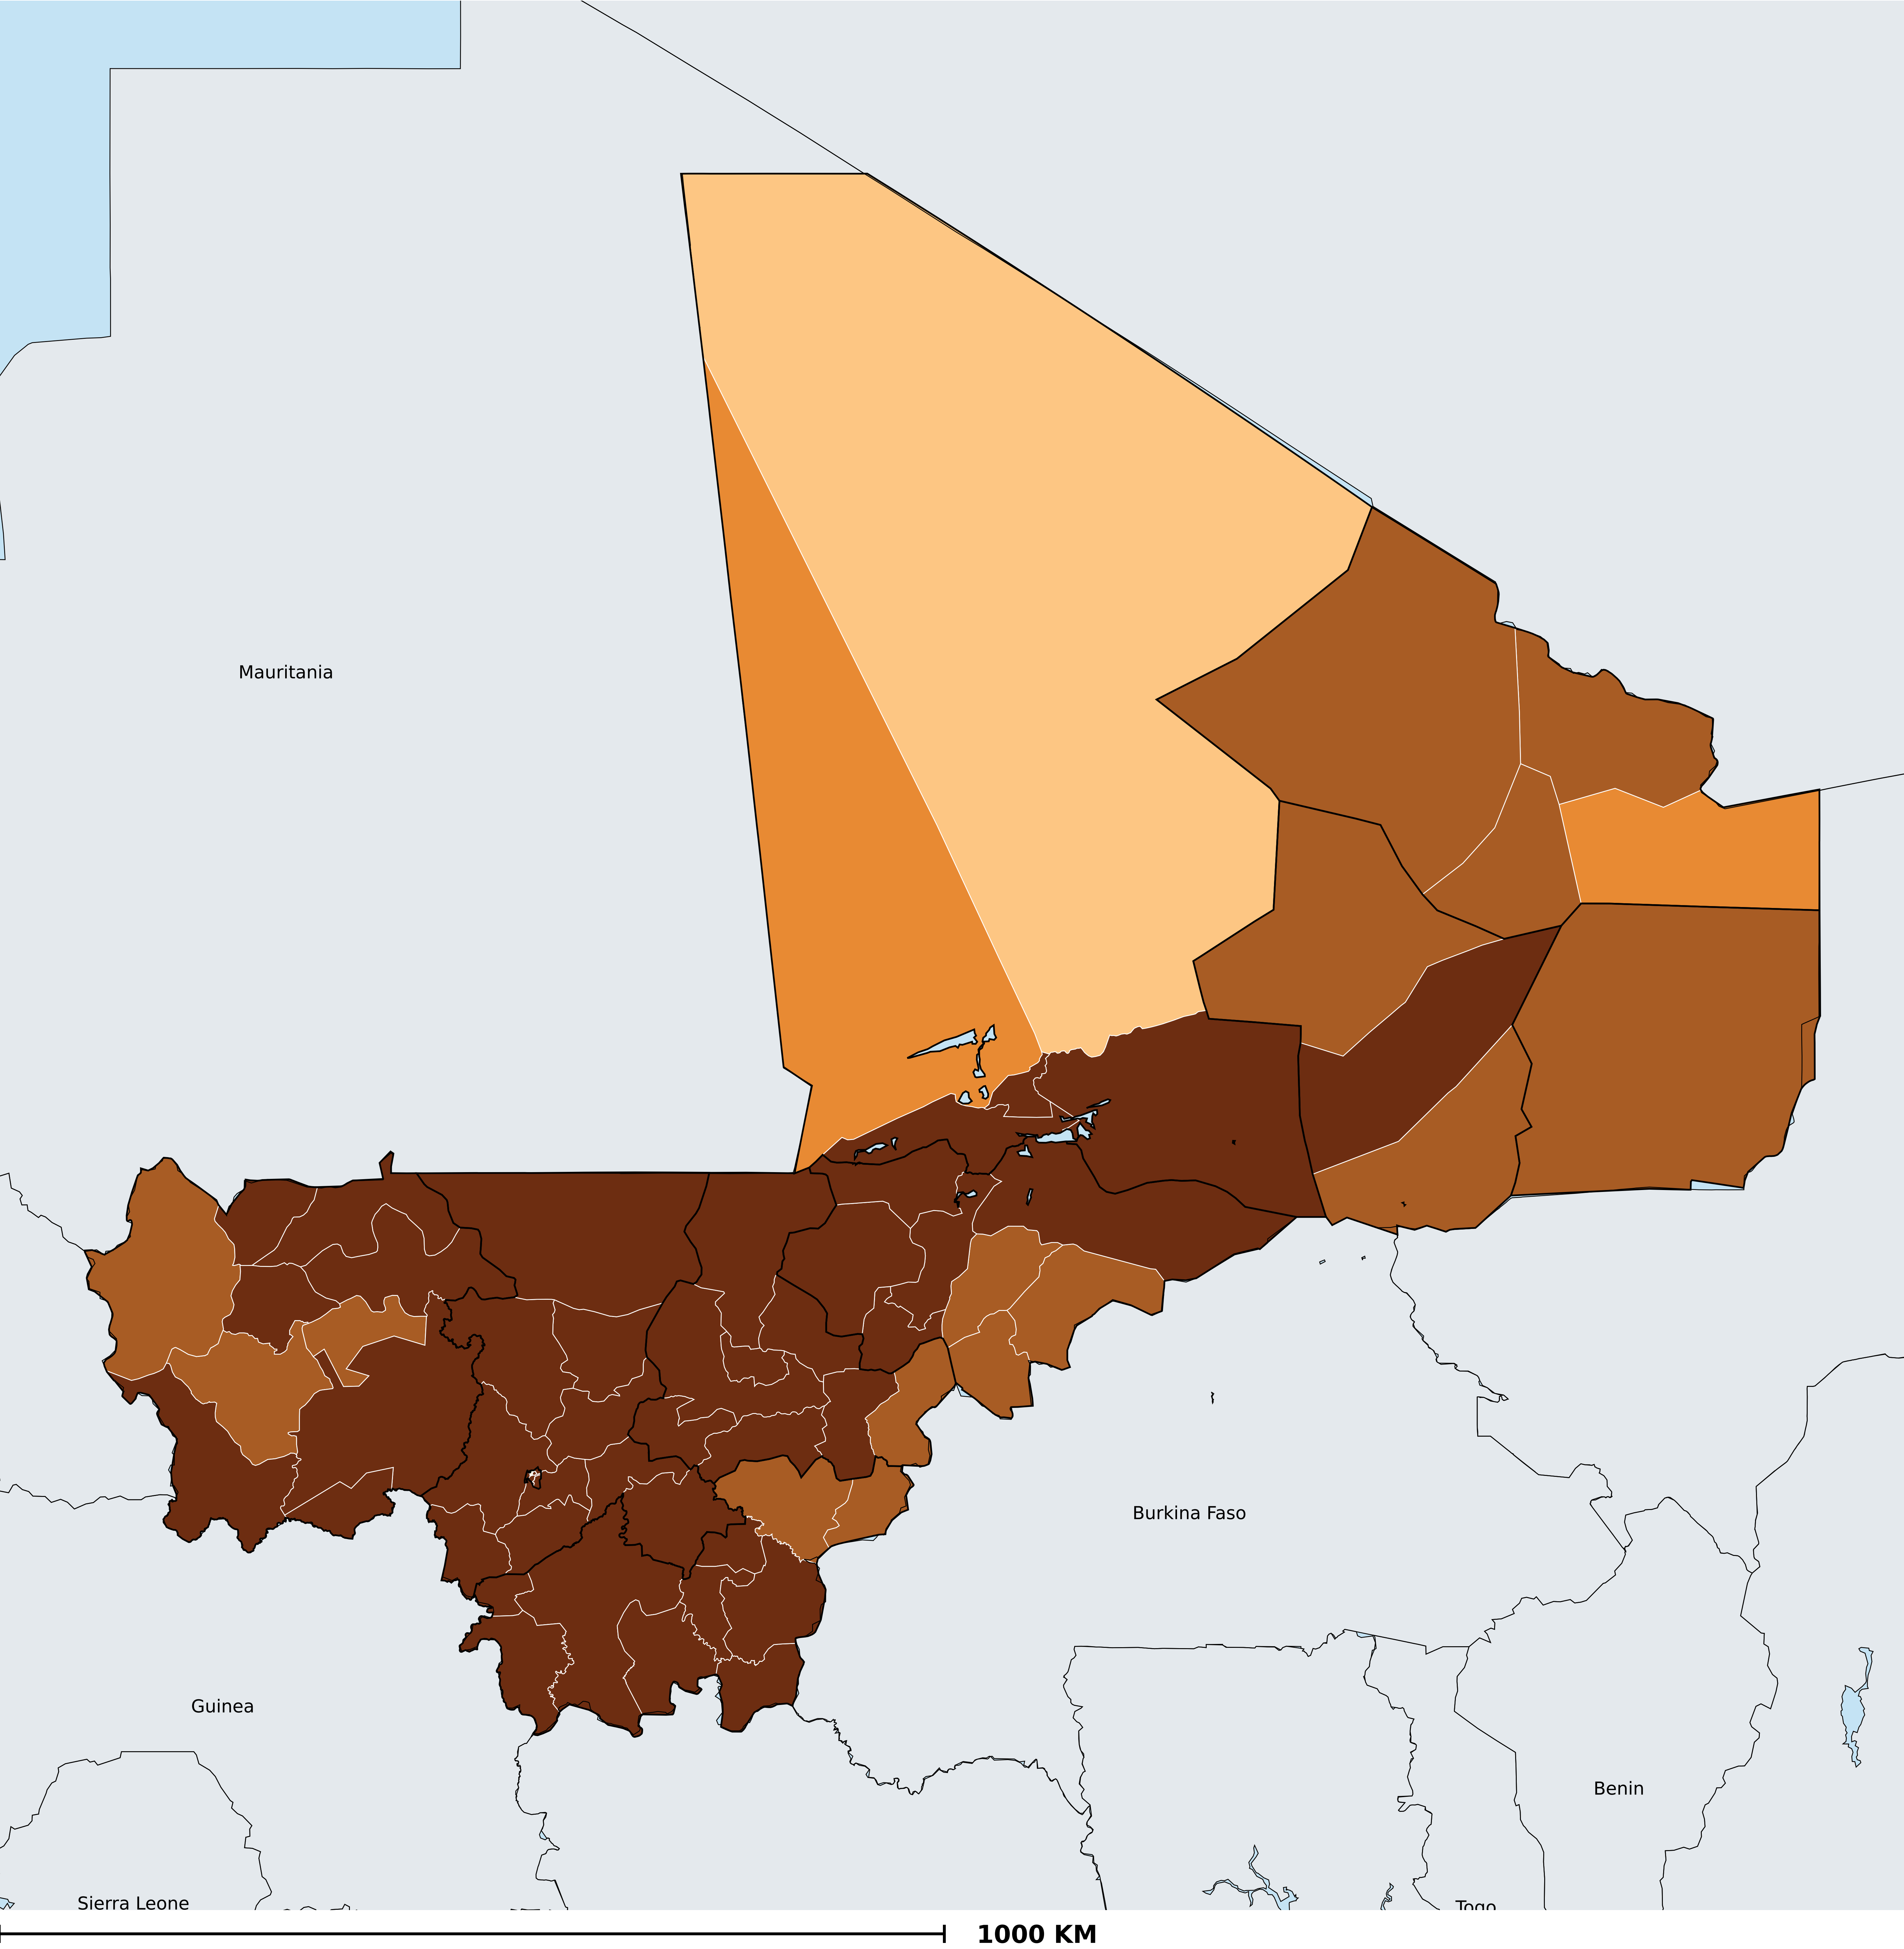 Mauritania
Burkina Faso
Guinea
Benin
Sierra Leone
Togo
1000 KM